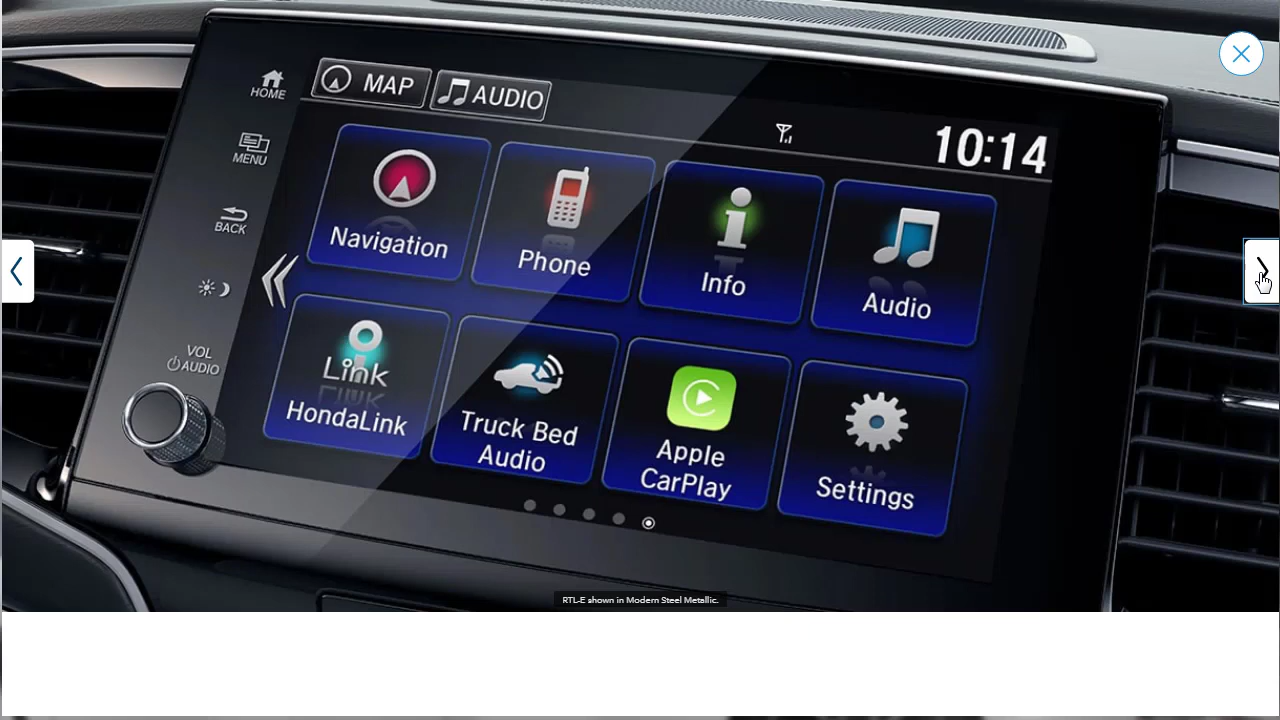 HOME
MAP
AUDIO
10:14
MENU
BACK
Navigation
Phone
Info
Audio
VOL
AUDIO
Link
HondaLink
Truck Bed
Audio
Apple
CarPlay
Settings
RTL-E shown in Modern Steel Metallic.